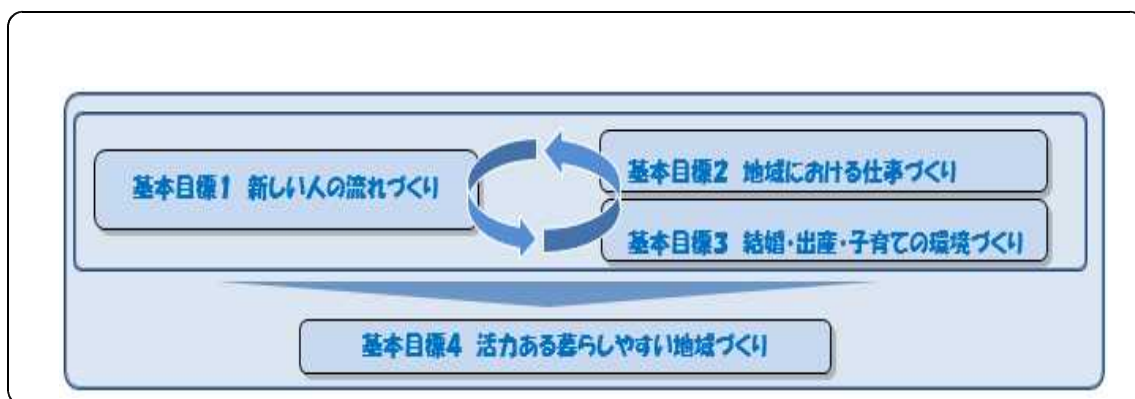 基本目標1 新しい人の流れづくり
基本目標2 地域における仕事づくり
基本目標3 結婚・出産・子育ての環境づくり
基本目標4 活力ある暮らしやすい地域づくり